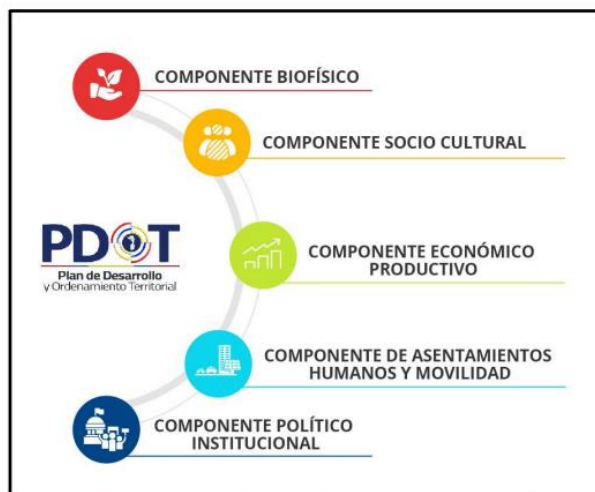 COMPONENTE BIOFÍSICO
COMPONENTE SOCIO CULTURAL
PDOT
Plan de Desarrollo
y Ordenamiento Territorial
COMPONENTE ECONÓMICO
PRODUCTIVO
COMPONENTE DE ASENTAMIENTOS
HUMANOS Y MOVILIDAD
COMPONENTE POLÍTICO
INSTITUCIONAL